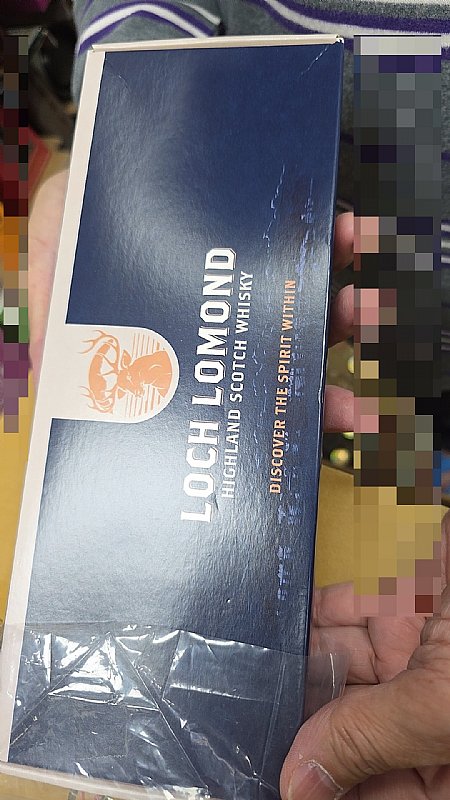 LOCH LOMOND
HIGHLAND SCOTCH WHISKY
DISCOVER THE SPIRIT WITHIN